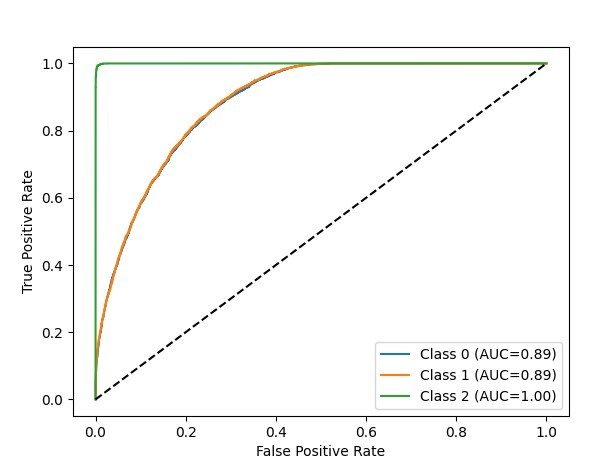 1.0
0.8
0.6
0.4
0.2
0.0
True Positive Rate
Class 0 (AUC=0.89)
Class 1 (AUC=0.89)
Class 2 (AUC=1.00)
0.0 0.2 0.4 0.6 0.8 1.0
False Positive Rate